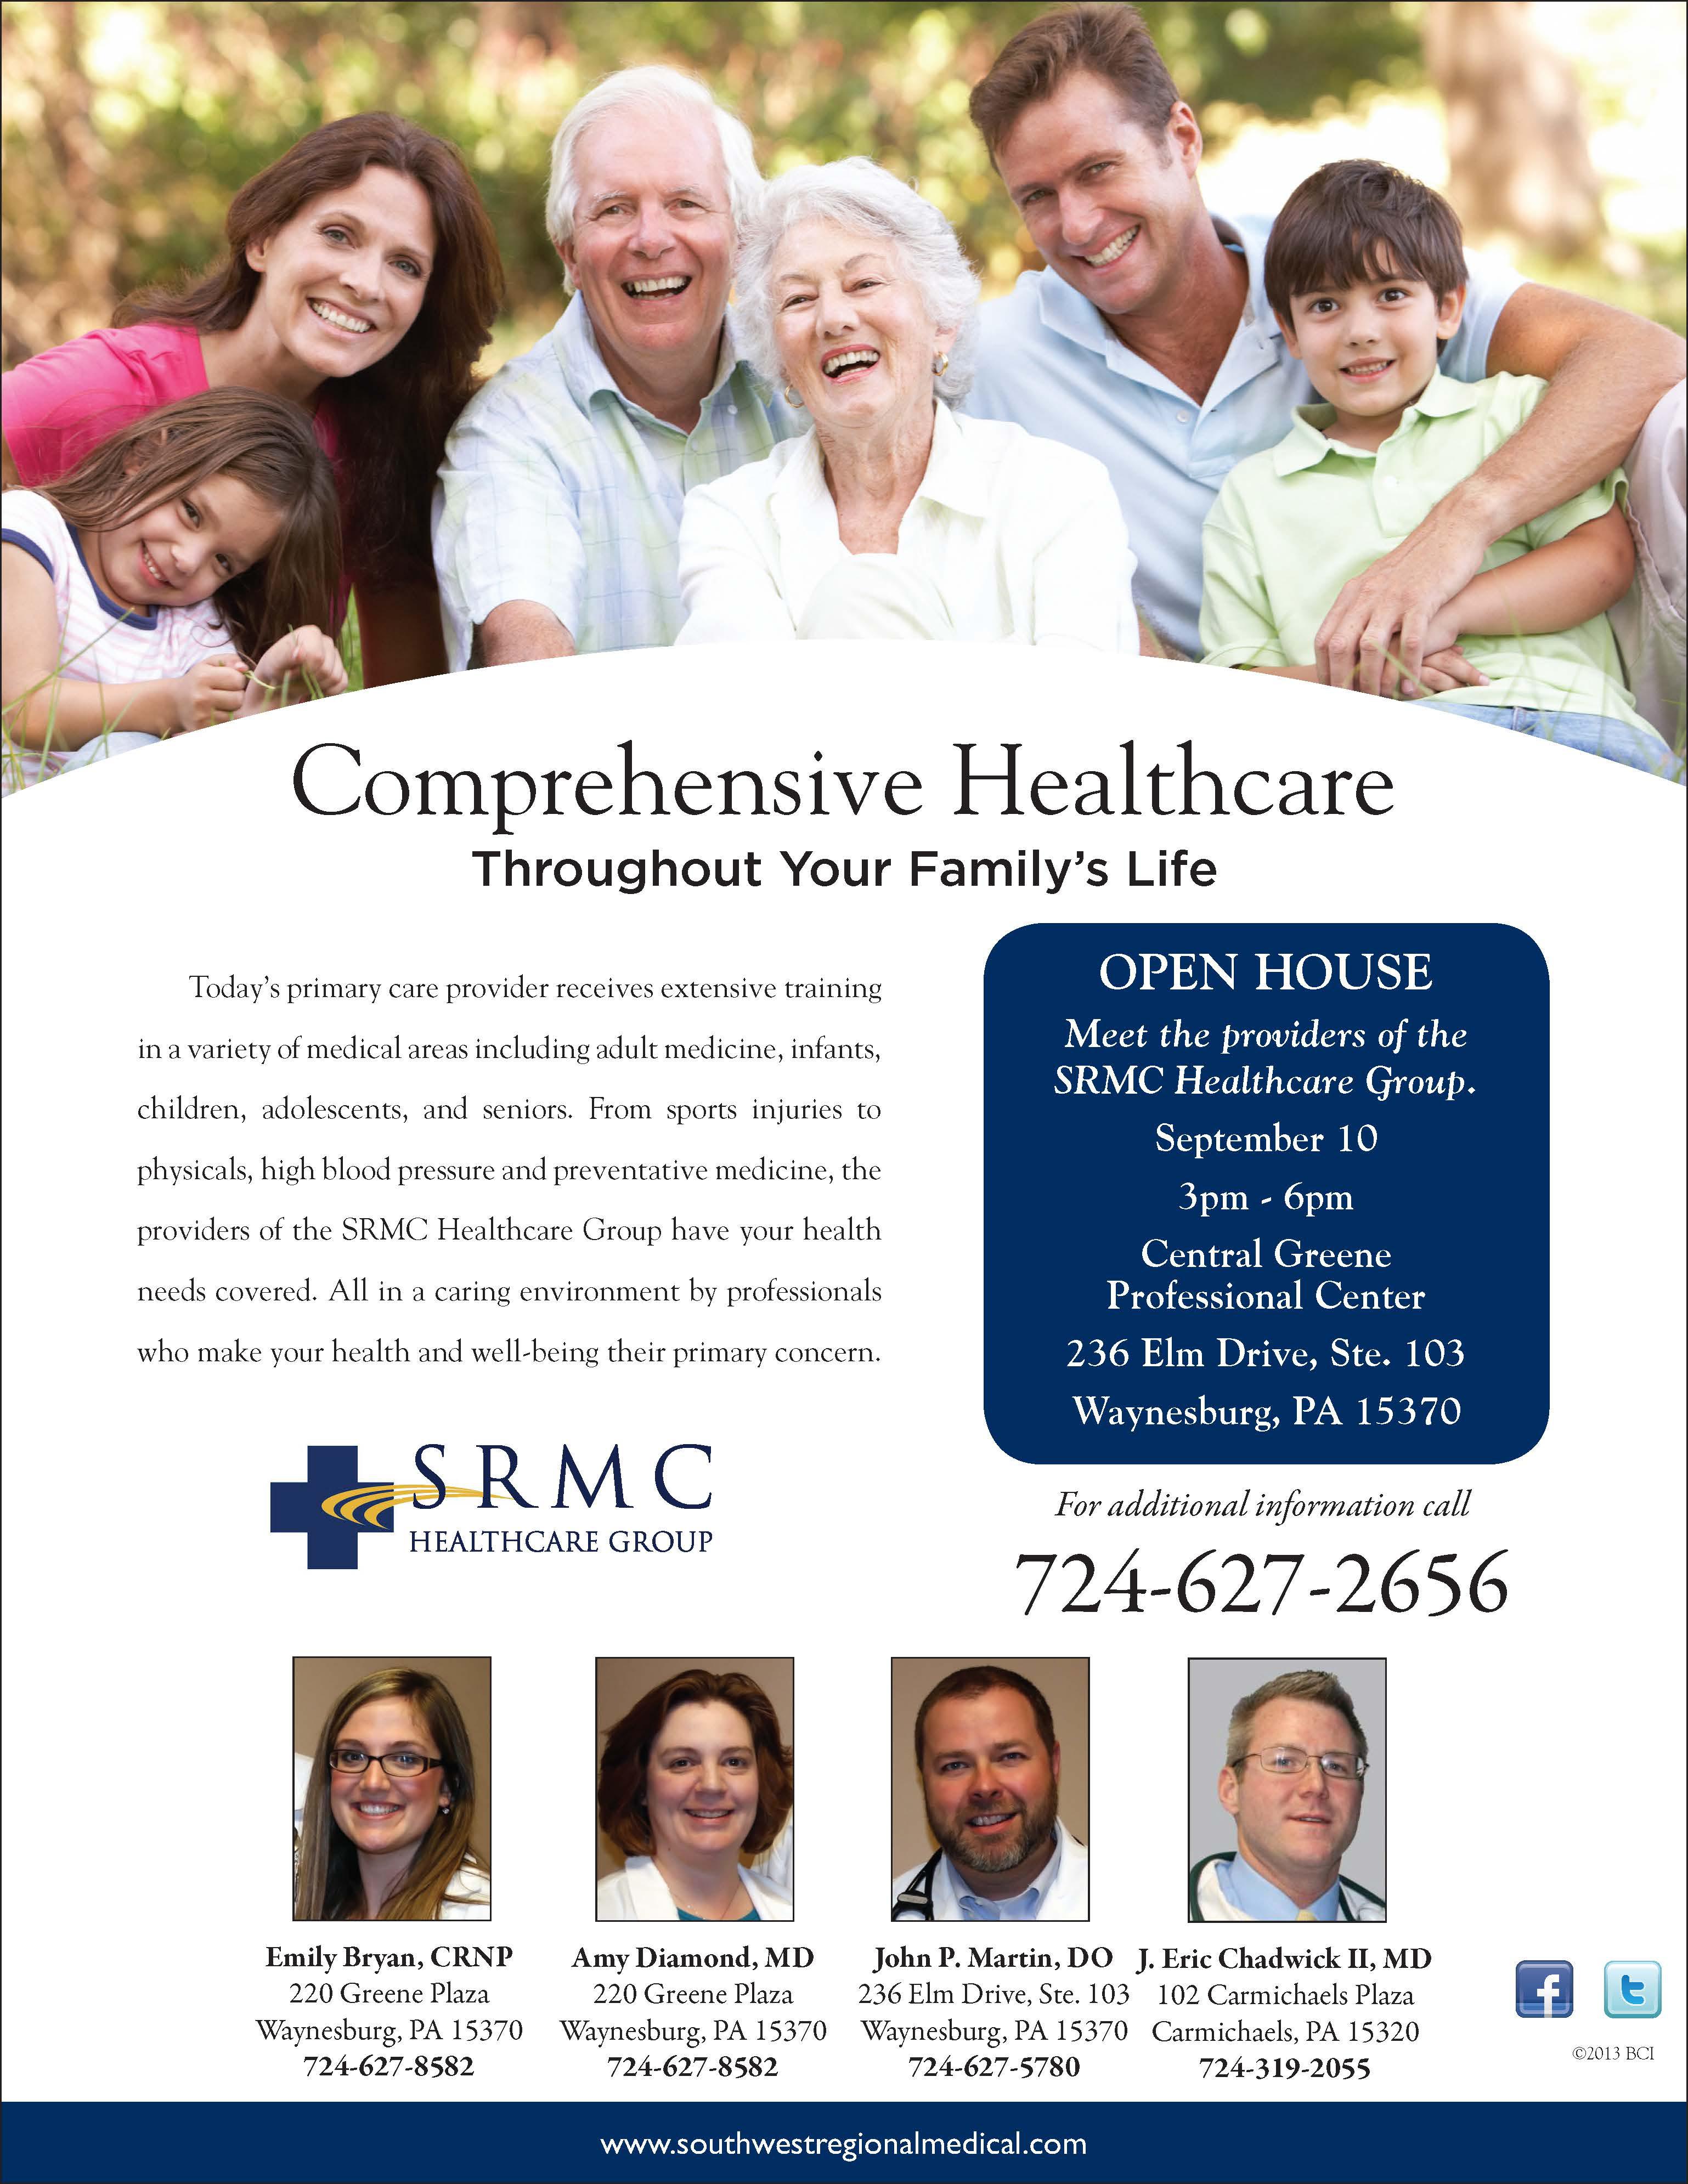 Comprehensive Healthcare
Throughout Your Family's Life
Today's primary care provider receives extensive training
in a variety of medical areas including adult medicine, infants,
children, adolescents, and seniors. From sports injuries to
physicals, high blood pressure and preventative medicine, the
providers of the SRMC Healthcare Group have your health
needs covered. All in a caring environment by professionals
who make your health and well-being their primary concern.
OPEN HOUSE
Meet the providers of the
SRMC Healthcare Group.
September 10
3pm - 6pm
Central Greene
Professional Center
236 Elm Drive, Ste. 103
Waynesburg, PA 15370
SRMC
HEALTHCARE GROUP
For additional information call
724-627-2656
Emily Bryan, CRNP
220 Greene Plaza
Waynesburg, PA 15370
724-627-8582
Amy Diamond, MD
220 Greene Plaza
Waynesburg, PA 15370
724-627-8582
John P. Martin, DO
236 Elm Drive, Ste. 103
Waynesburg, PA 15370
724-627-5780
J. Eric Chadwick II, MD
102 Carmichaels Plaza
Carmichaels, PA 15320
724-319-2055
f
t
©2013 BCI
www.southwestregionalmedical.com